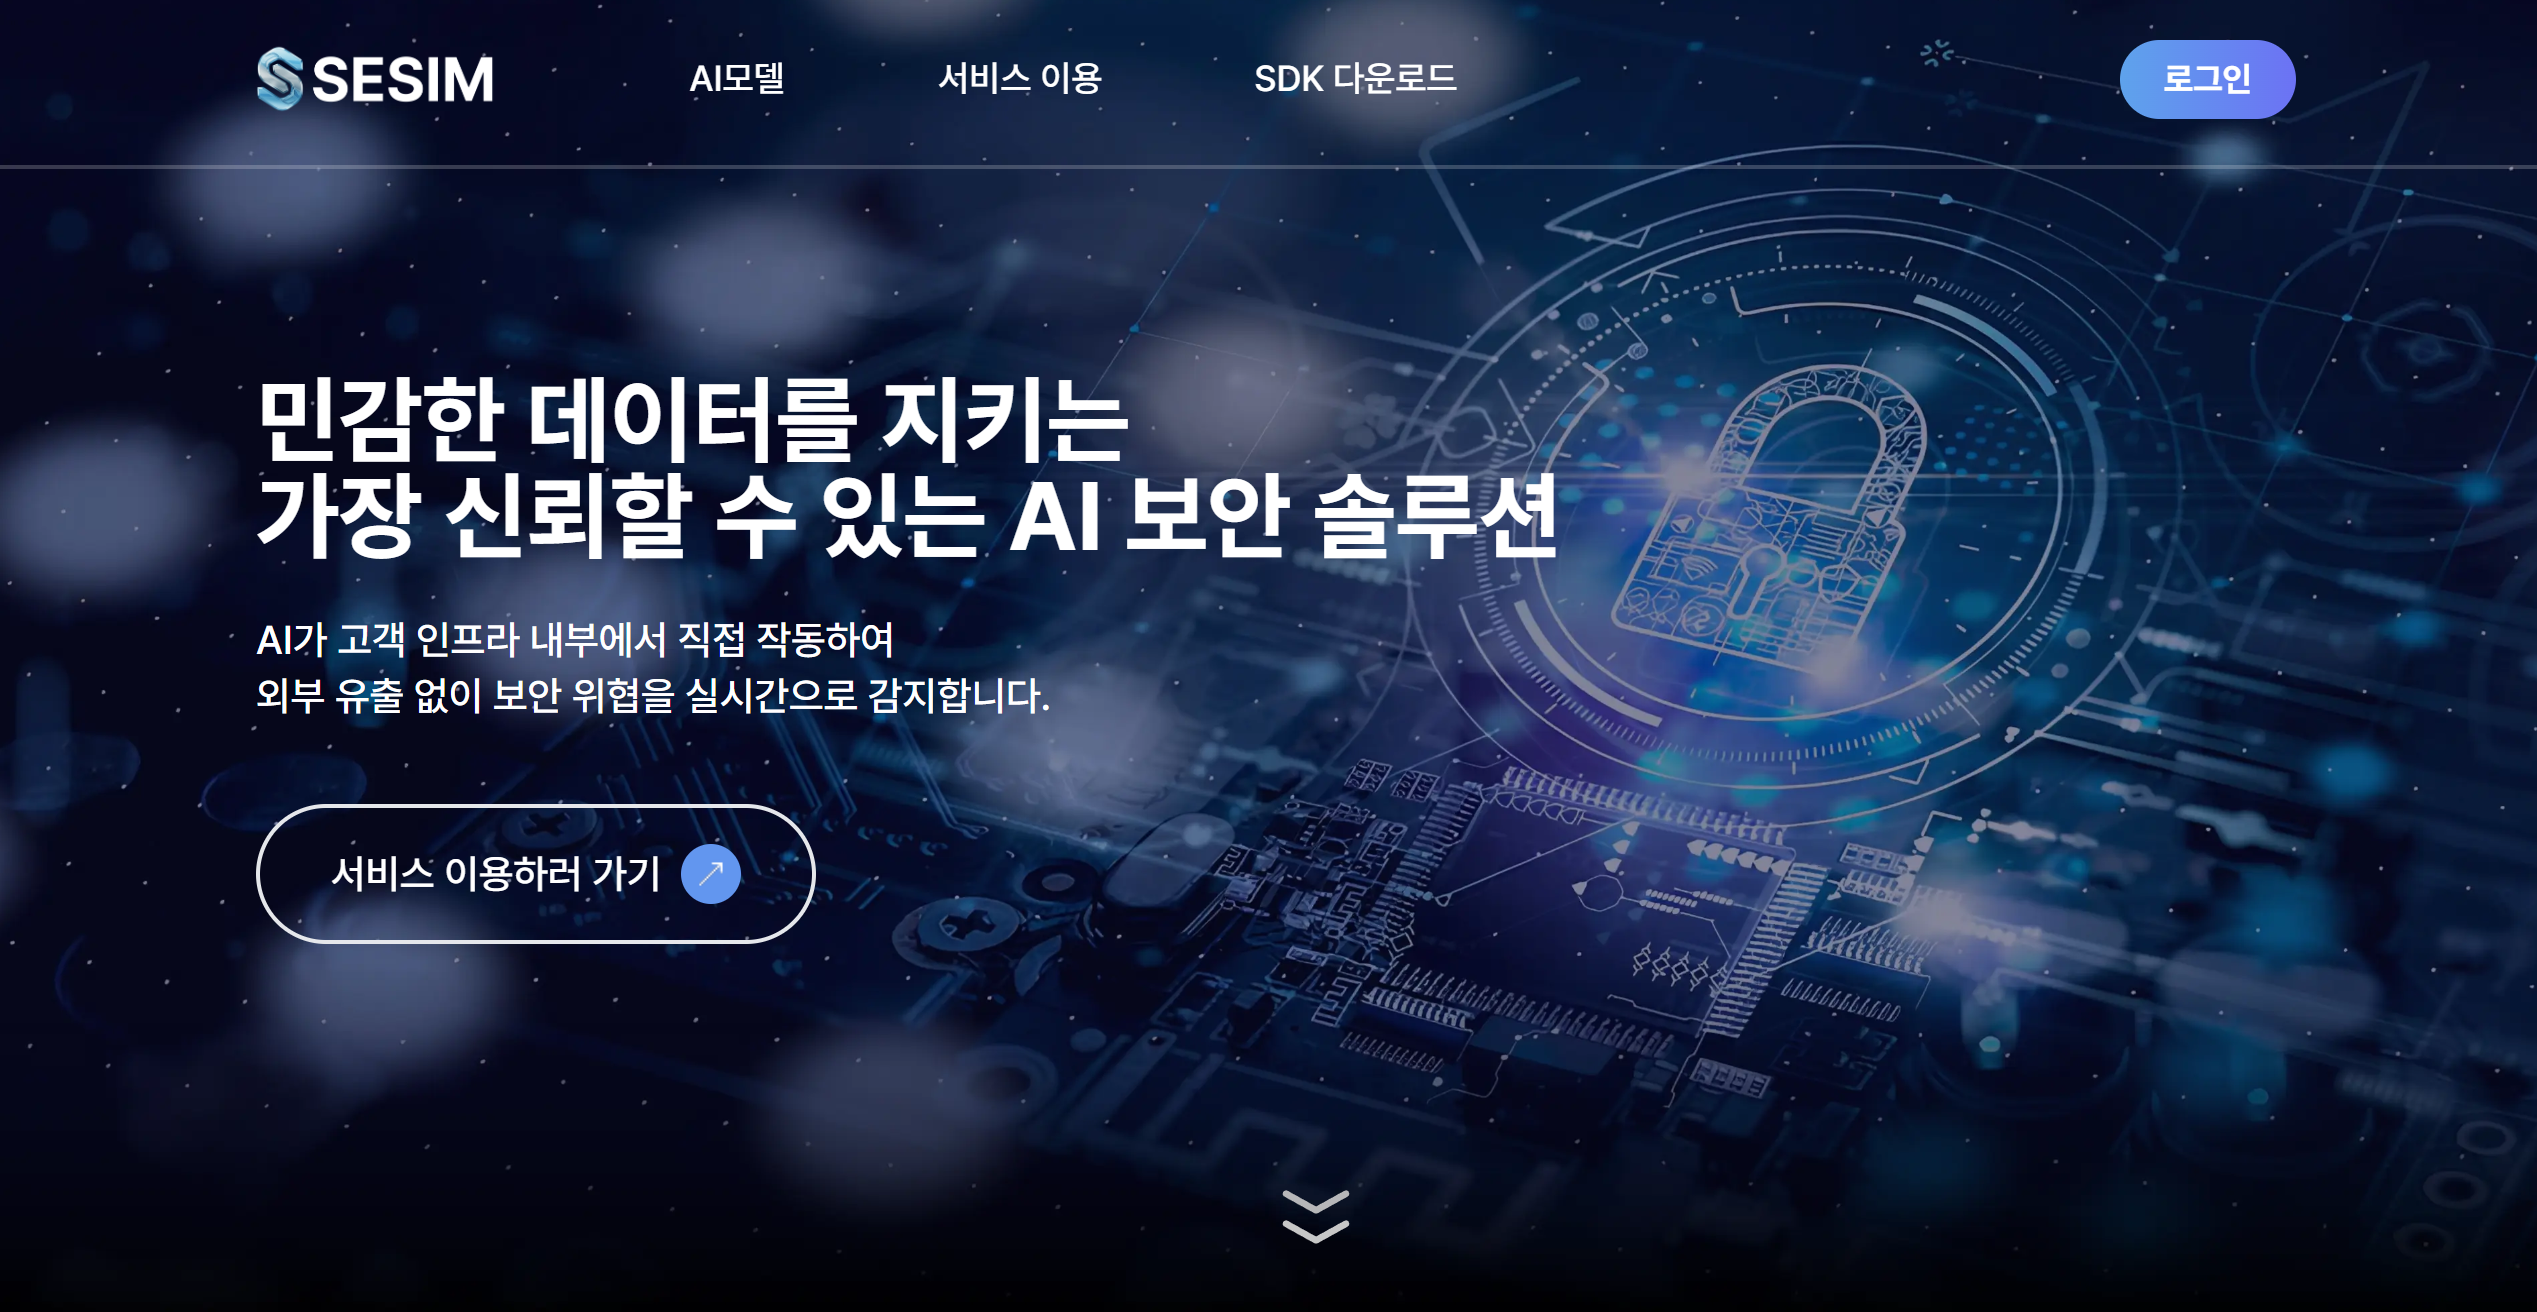 SESIM
AI모델
서비스 이용
SDK 다운로드
로그인
민감한 데이터를 지키는
가장 신뢰할 수 있는 AI 보안 솔루션
AI가 고객 인프라 내부에서 직접 작동하여
외부 유출 없이 보안 위협을 실시간으로 감지합니다.
서비스 이용하러 가기